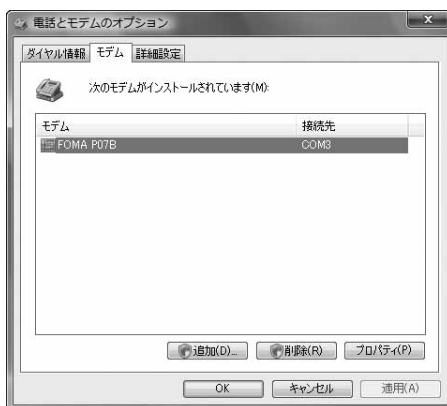 電話とモデムのオプション
ダイヤル情報 モデム 詳細設定
次のモデムがインストールされています(M):
モデム 接続先
FOMA P07B COM3
追加(D)... 削除(R) プロパティ(P)
OK キャンセル 適用(A)